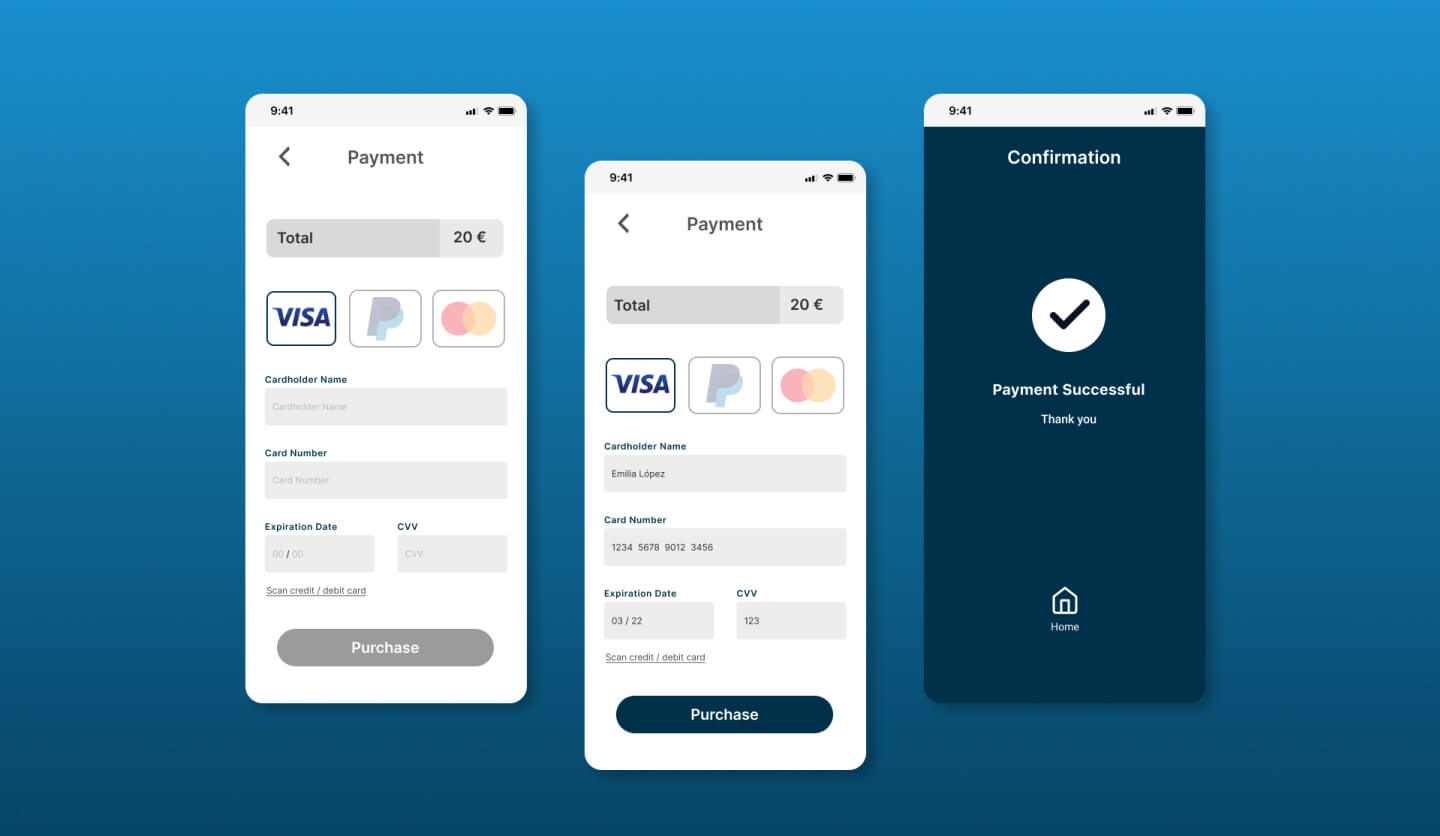 9:41
Payment
Total 20 €
VISA
Cardholder Name
Cardholder Name
Card Number
Card Number
Expiration Date CVV
00 / 00 CVV
Scan credit / debit card
Purchase
9:41
Payment
Total 20 €
VISA
Cardholder Name
Emilia López
Card Number
1234 5678 9012 3456
Expiration Date CVV
03 / 22 123
Scan credit / debit card
Purchase
9:41
Confirmation
Payment Successful
Thank you
Home